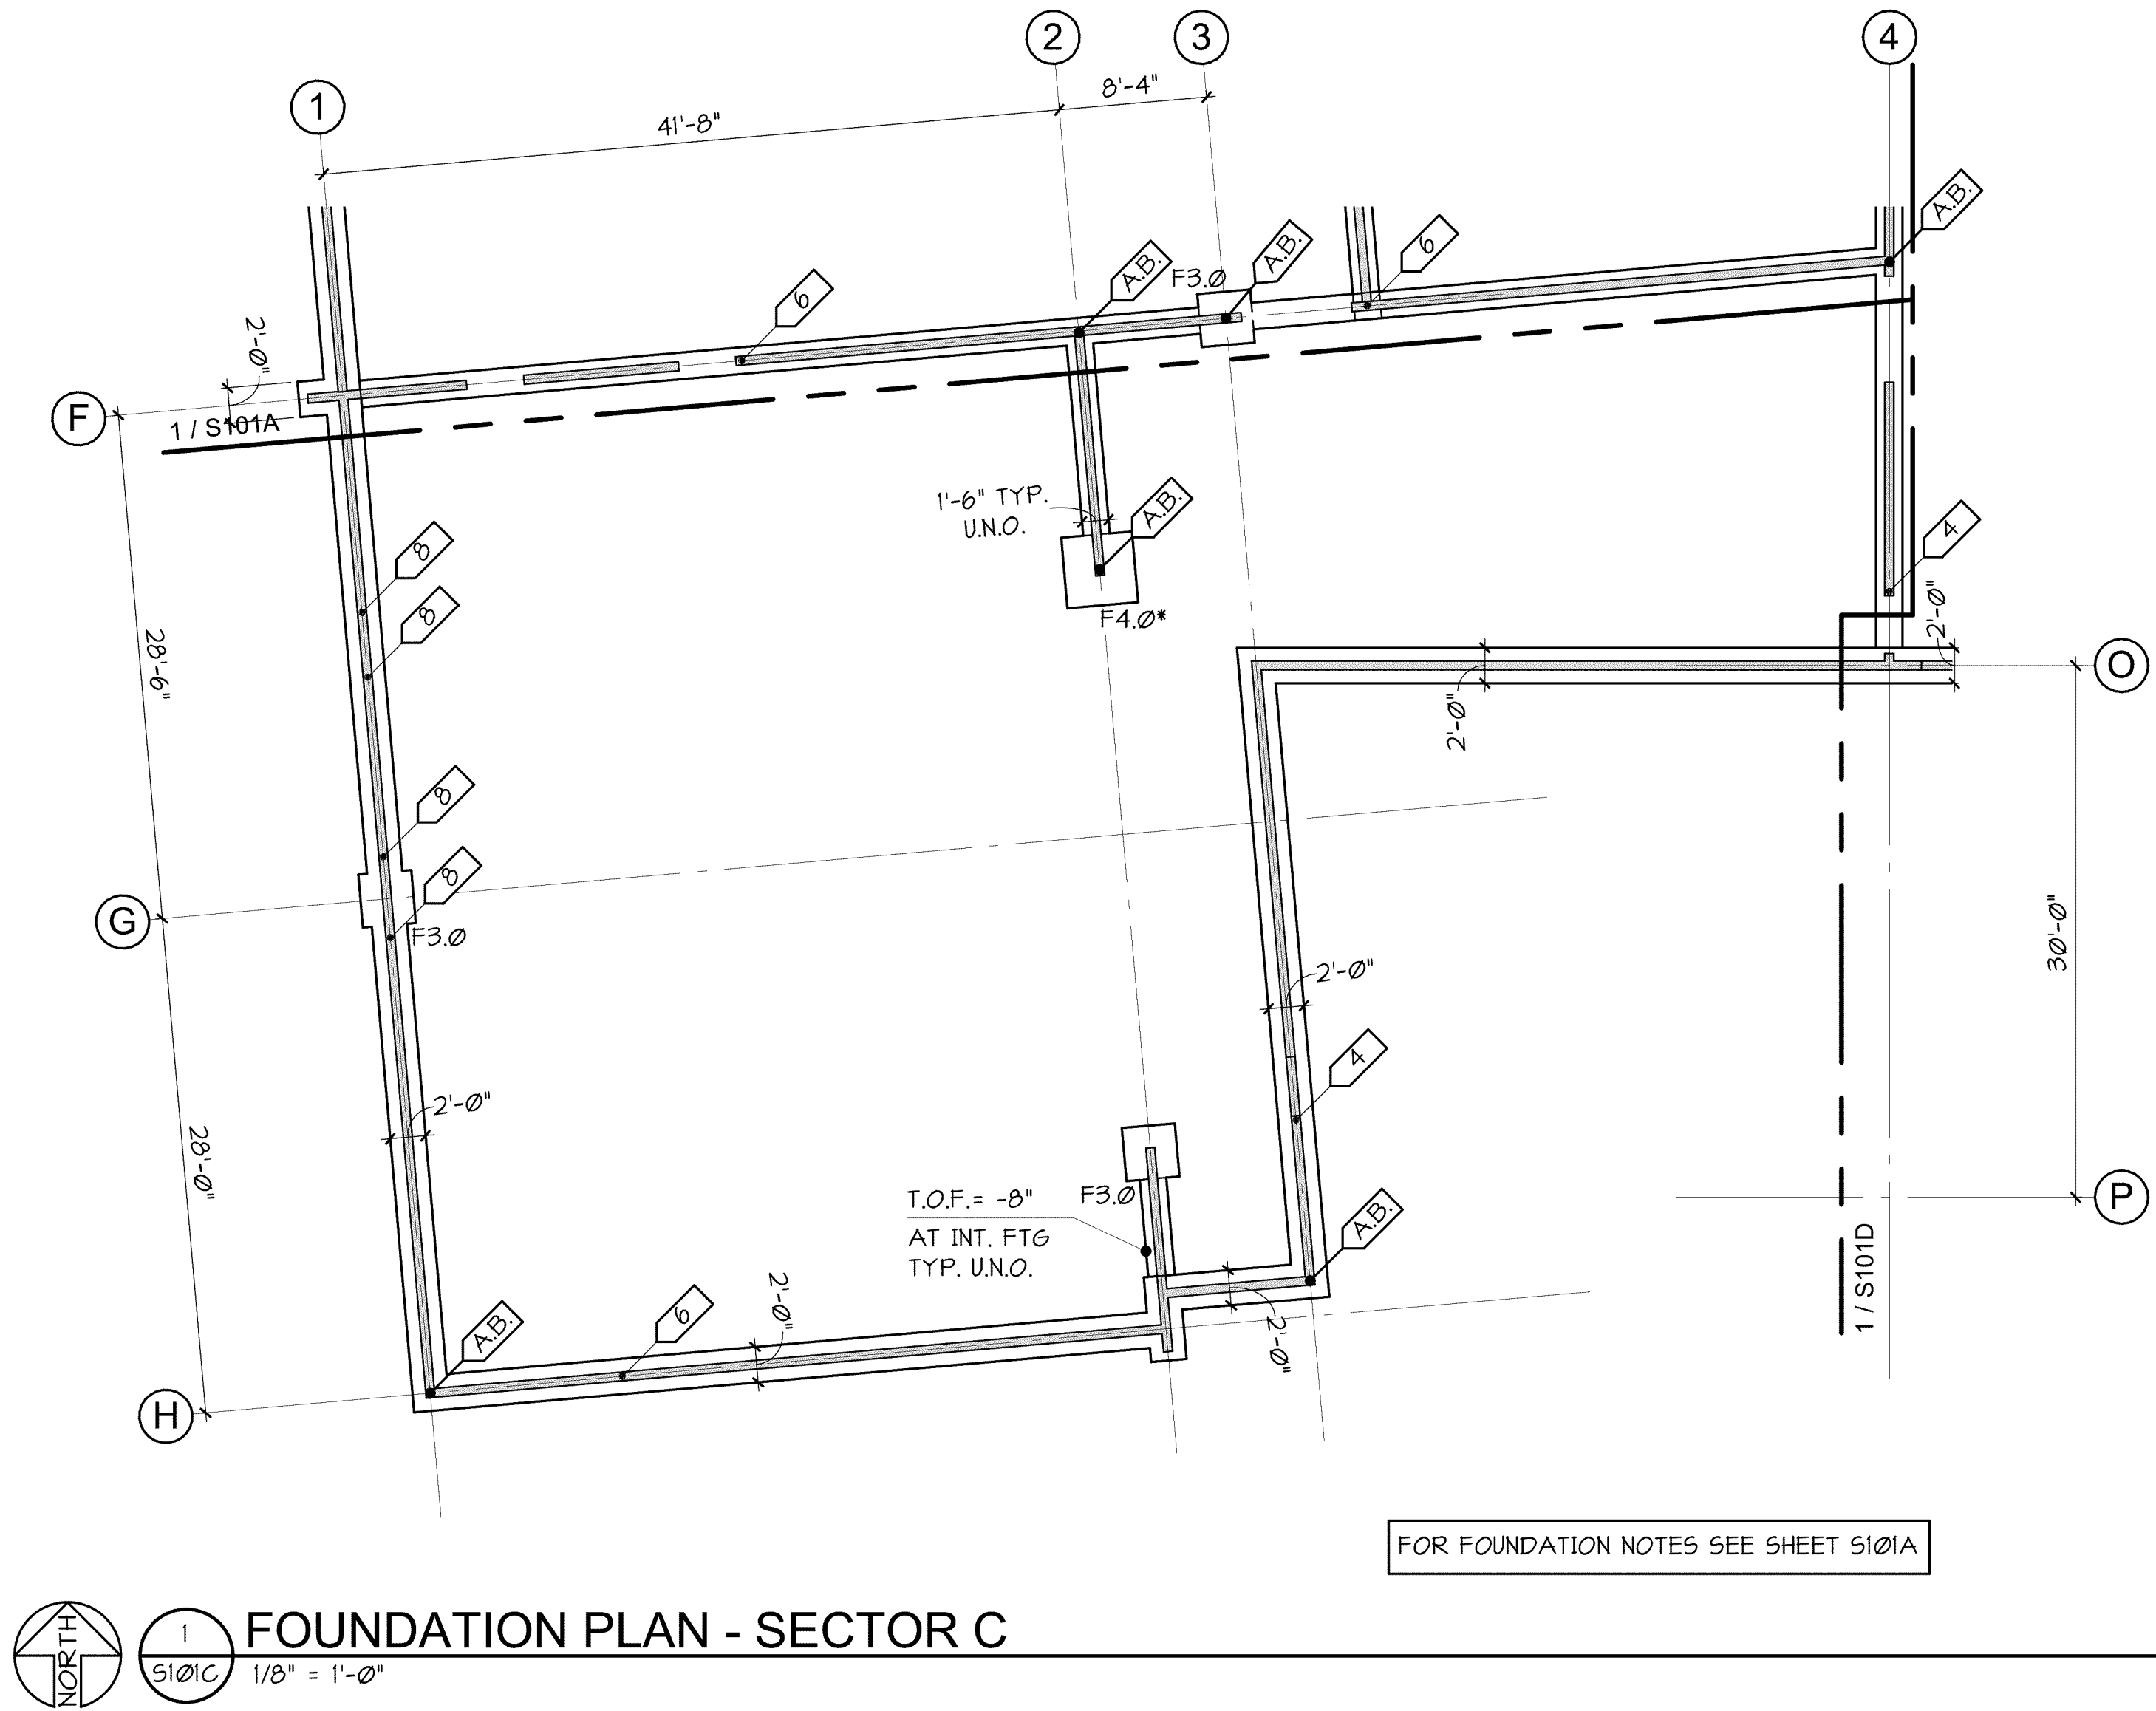 1
2
3
4
8'-4"
41'-8"
A.B.
A.B.
A.B.
F3.Ø
6
6
2'-Ø"
F
1 / S1Ø1A
1'-6" TYP.
U.N.O.
A.B.
F4.Ø*
8
8
4
2'-Ø"
28'-6"
O
2'-Ø"
8
8
F3.Ø
G
30'-Ø"
2'-Ø"
4
2'-Ø"
28'-Ø"
T.O.F.= -8"
AT INT. FTG
TYP. U.N.O.
F3.Ø
A.B.
P
1 / S101D
2'-Ø"
2'-Ø"
6
A.B.
H
FOR FOUNDATION NOTES SEE SHEET S1Ø1A
NORTH
1
S1Ø1C
FOUNDATION PLAN - SECTOR C
1/8" = 1'-Ø"